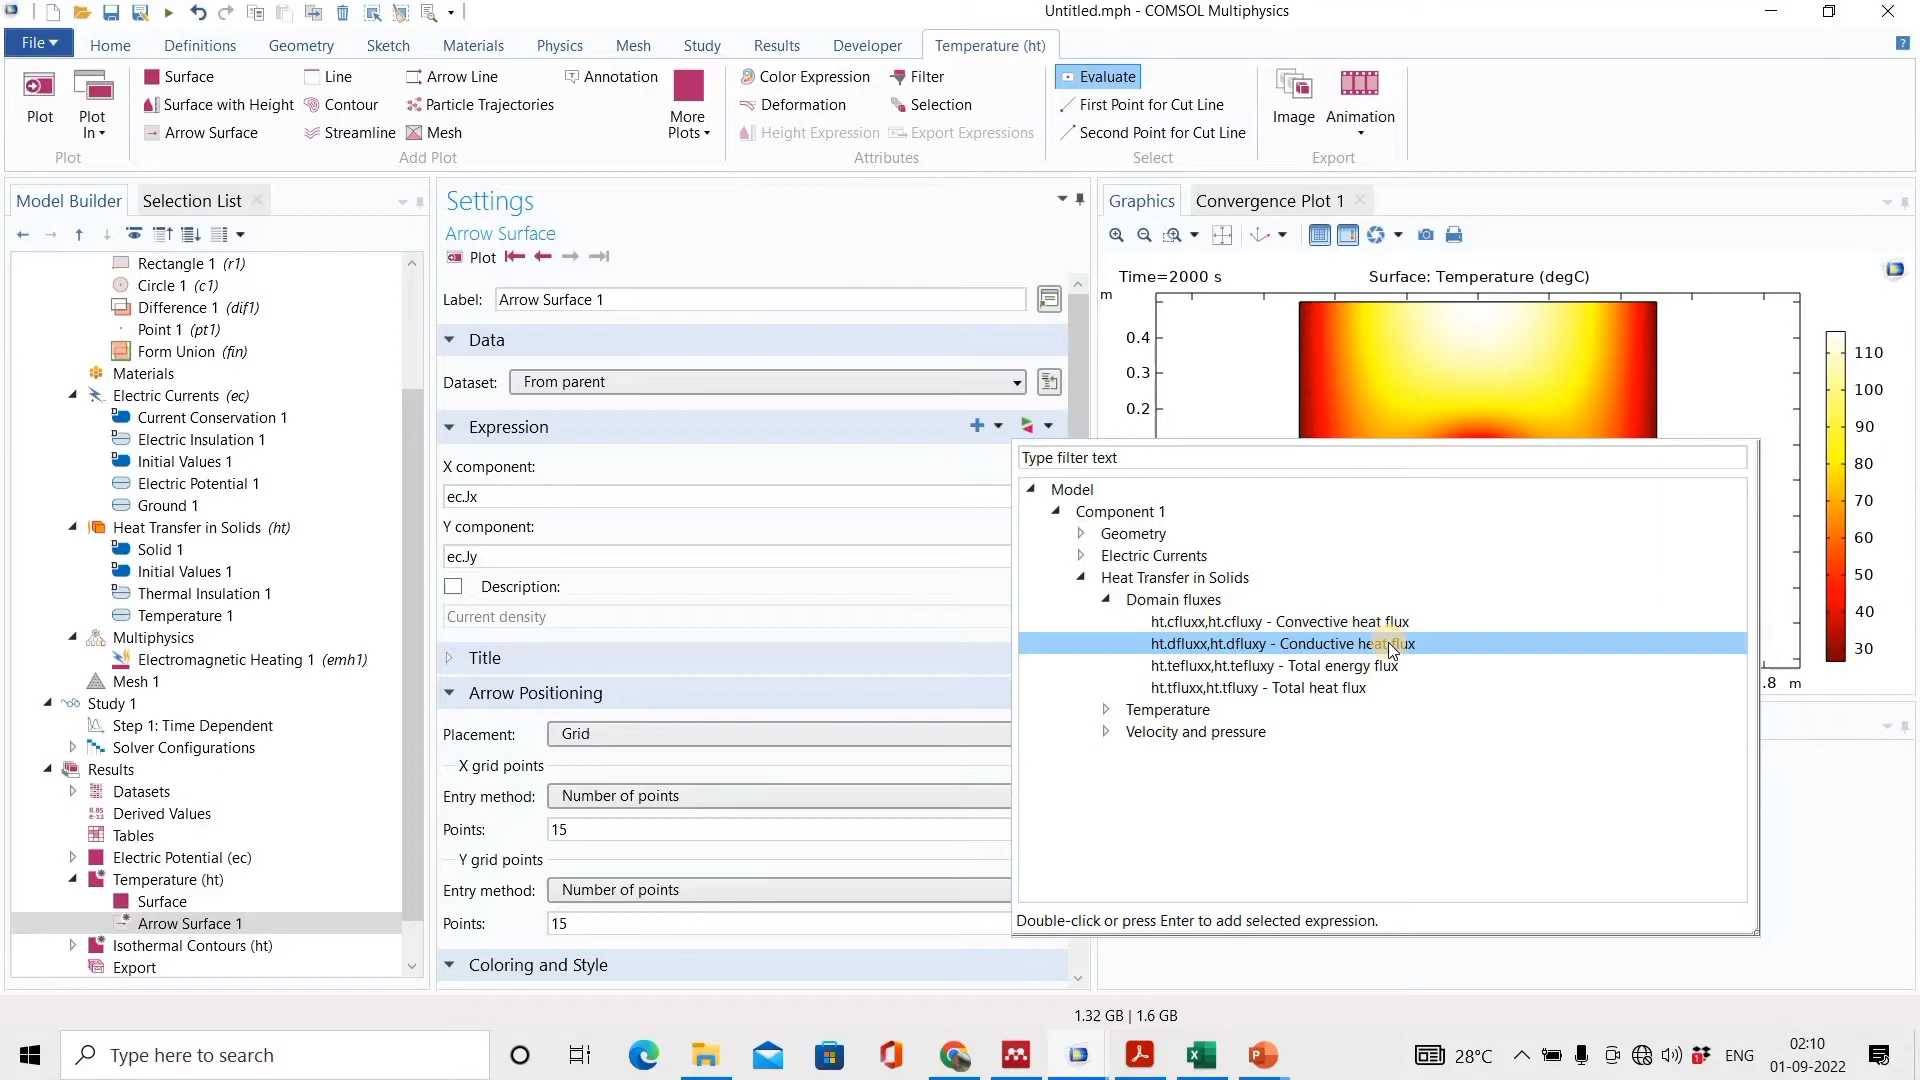 Untitled.mph - COMSOL Multiphysics
File
Home
Definitions
Geometry
Sketch
Materials
Physics
Mesh
Study
Results
Developer
Temperature (ht)
Plot
Plot In
Plot
Surface
Surface with Height
Arrow Surface
Line
Contour
Streamline
Arrow Line
Particle Trajectories
Mesh
Annotation
More Plots
Add Plot
Color Expression
Deformation
Height Expression
Filter
Selection
Export Expressions
Attributes
Evaluate
First Point for Cut Line
Second Point for Cut Line
Select
Image
Animation
Export
Model Builder
Selection List
Rectangle 1 (r1)
Circle 1 (c1)
Difference 1 (dif1)
Point 1 (pt1)
Form Union (fin)
Materials
Electric Currents (ec)
Current Conservation 1
Electric Insulation 1
Initial Values 1
Electric Potential 1
Ground 1
Heat Transfer in Solids (ht)
Solid 1
Initial Values 1
Thermal Insulation 1
Temperature 1
Multiphysics
Electromagnetic Heating 1 (emh1)
Mesh 1
Study 1
Step 1: Time Dependent
Solver Configurations
Results
Datasets
Derived Values
Tables
Electric Potential (ec)
Temperature (ht)
Surface
Arrow Surface 1
Isothermal Contours (ht)
Export
Settings
Arrow Surface
Plot
Label: Arrow Surface 1
Data
Dataset: From parent
Expression
X component:
ec.Jx
Y component:
ec.Jy
Description:
Current density
Title
Arrow Positioning
Placement: Grid
X grid points
Entry method: Number of points
Points: 15
Y grid points
Entry method: Number of points
Points: 15
Coloring and Style
Graphics
Convergence Plot 1
Time=2000 s
Surface: Temperature (degC)
m
0.4
0.3
0.2
110
100
90
80
70
60
50
40
30
.8 m
Type filter text
Model
Component 1
Geometry
Electric Currents
Heat Transfer in Solids
Domain fluxes
ht.cfluxx,ht.cfluxy - Convective heat flux
ht.dfluxx,ht.dfluxy - Conductive heat flux
ht.tefluxx,ht.tefluxy - Total energy flux
ht.tfluxx,ht.tfluxy - Total heat flux
Temperature
Velocity and pressure
Double-click or press Enter to add selected expression.
1.32 GB | 1.6 GB
Type here to search
28°C
ENG
02:10
01-09-2022